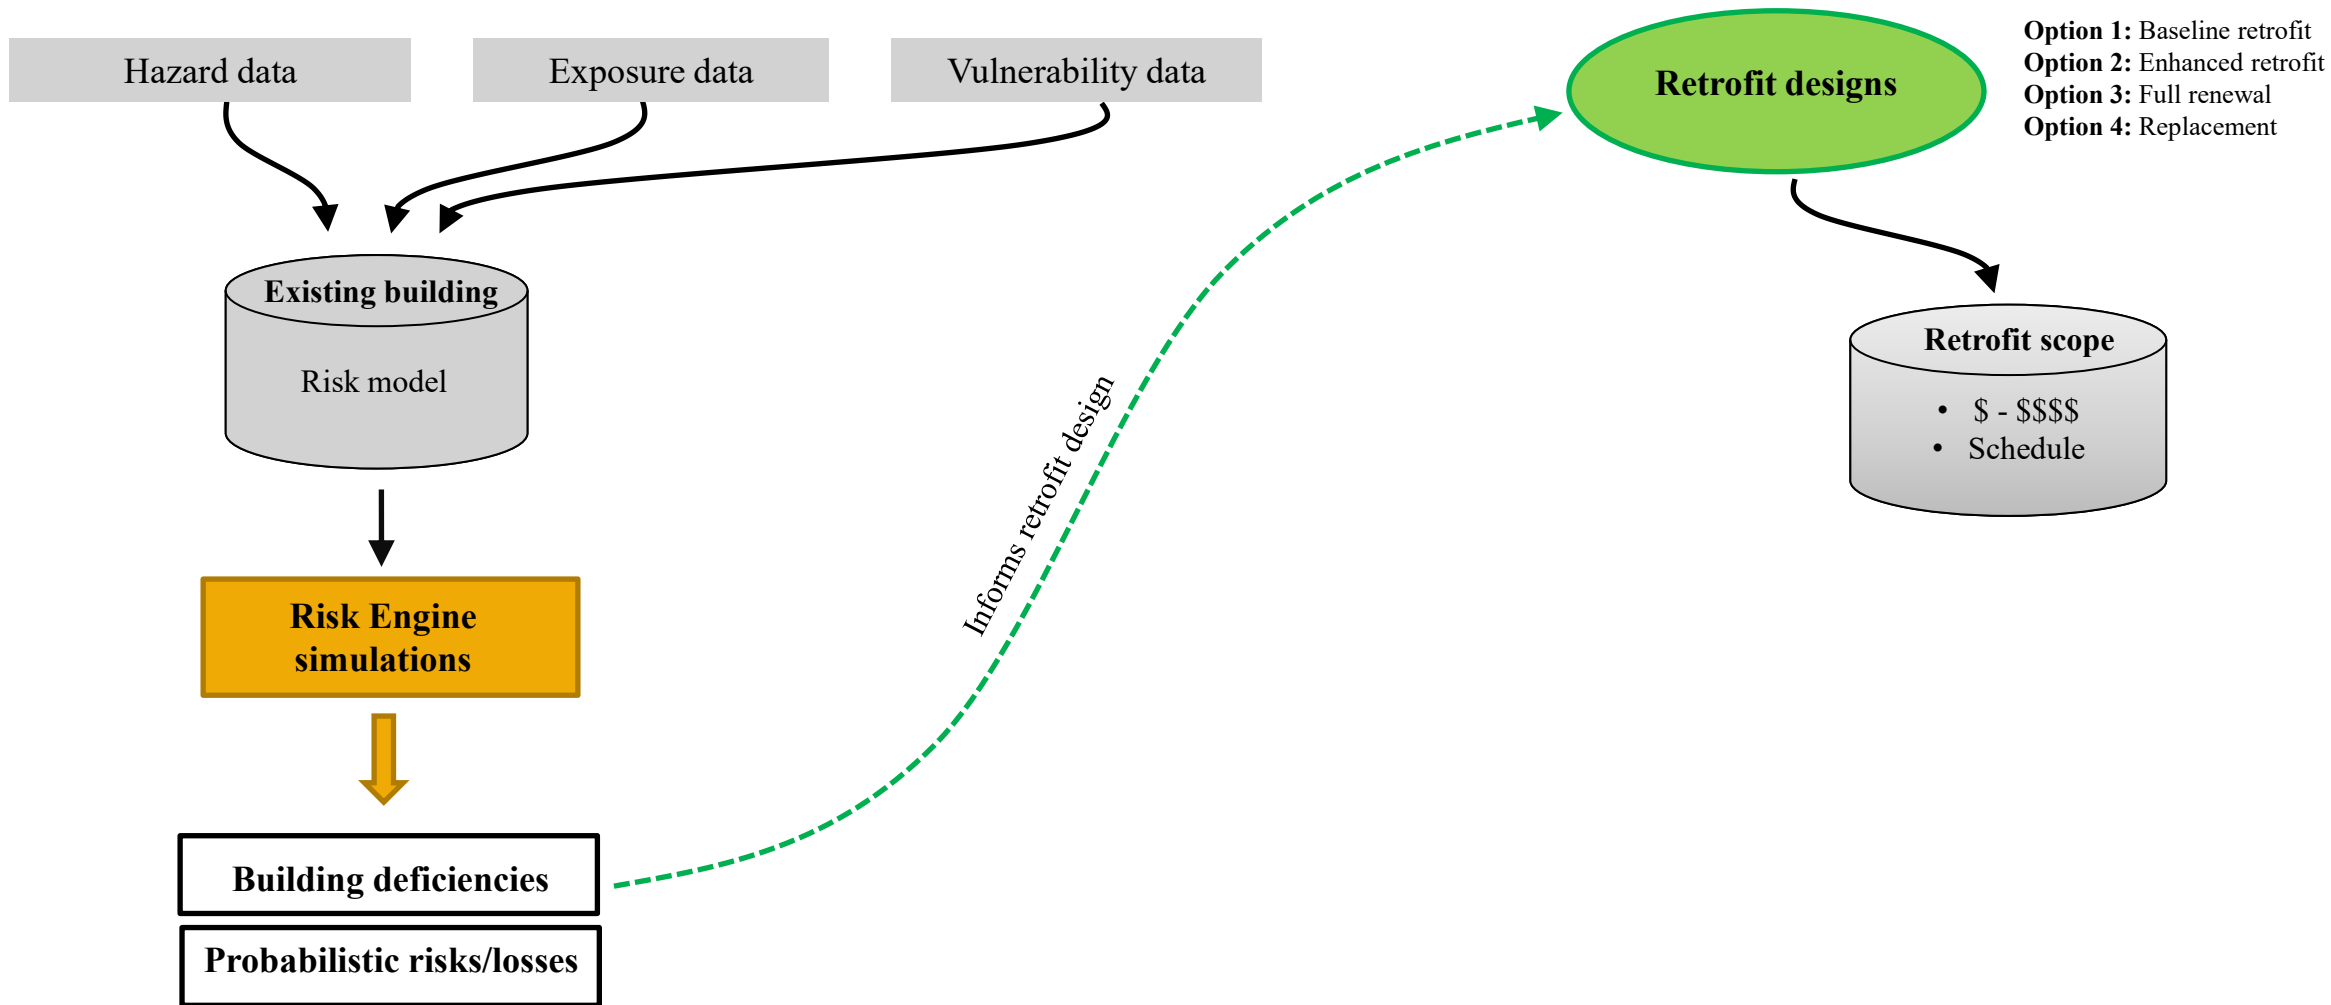 Hazard data
Exposure data
Vulnerability data
Existing building
Risk model
Risk Engine
simulations
Building deficiencies
Probabilistic risks/losses
Informs retrofit design
Retrofit designs
Option 1: Baseline retrofit
Option 2: Enhanced retrofit
Option 3: Full renewal
Option 4: Replacement
Retrofit scope
• $ - $$$$
• Schedule